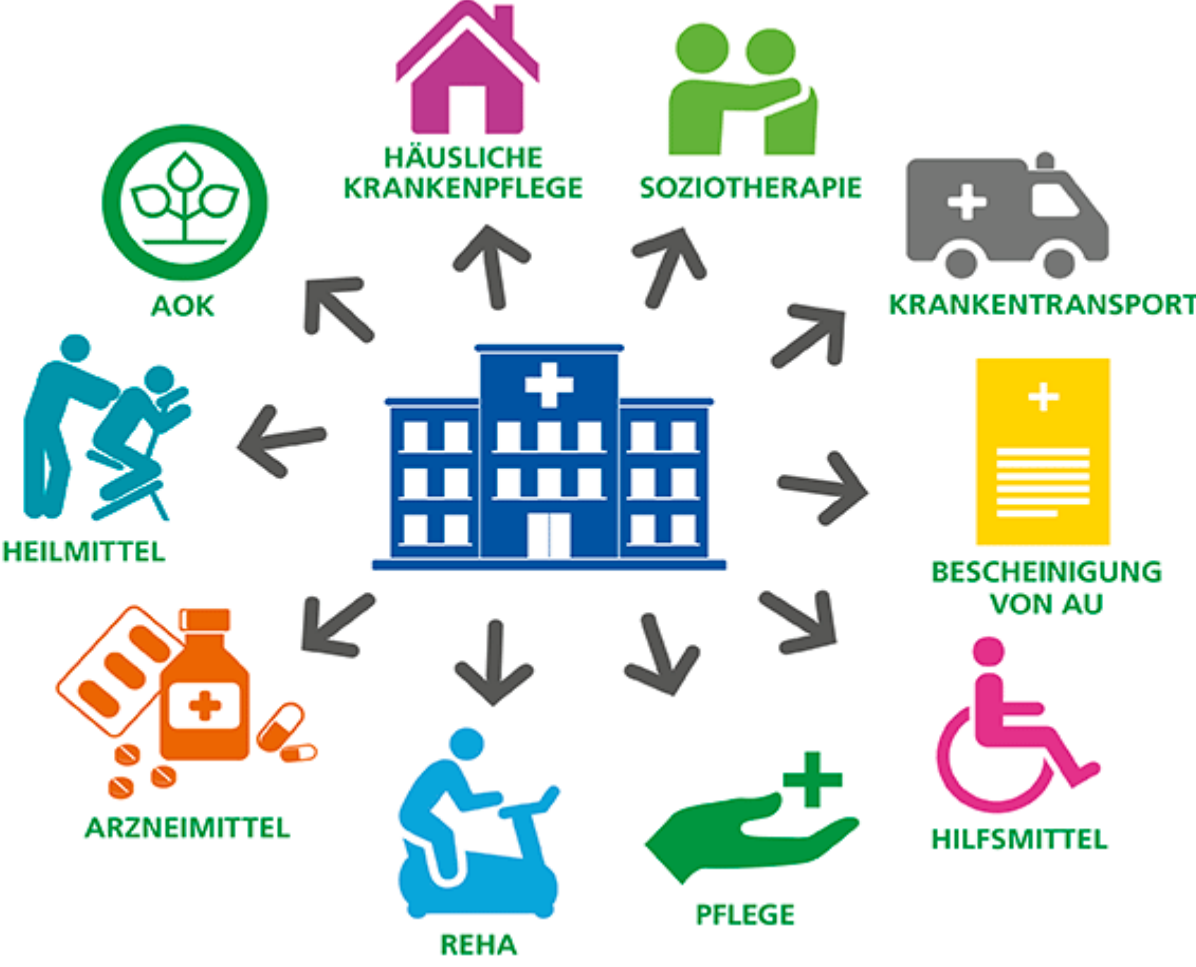 HÄUSLICHE
KRANKENPFLEGE
SOZIOTHERAPIE
AOK
KRANKENTRANSPORT
HEILMITTEL
BESCHEINIGUNG
VON AU
ARZNEIMITTEL
HILFSMITTEL
PFLEGE
REHA